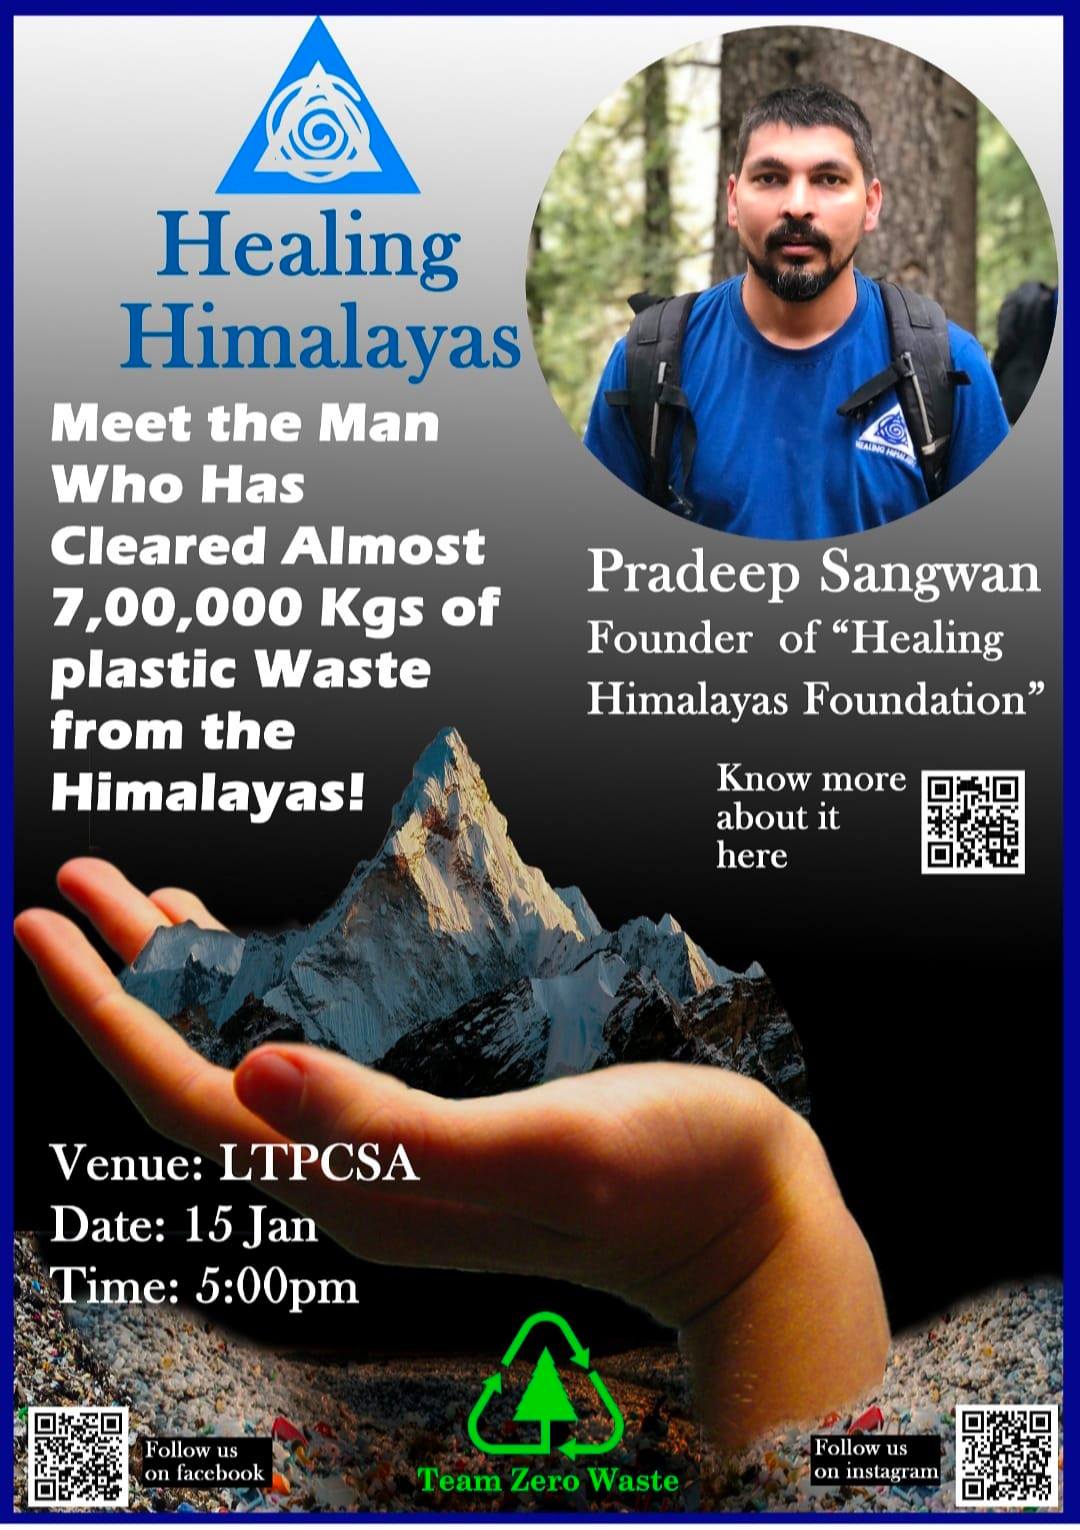 Healing
Himalayas
Meet the Man
Who Has
Cleared Almost
7,00,000 Kgs of
plastic Waste
from the
Himalayas!
Pradeep Sangwan
Founder of “Healing
Himalayas Foundation”
Know more
about it
here
Venue: LTPCSA
Date: 15 Jan
Time: 5:00pm
Follow us
on facebook
Team Zero Waste
Follow us
on instagram